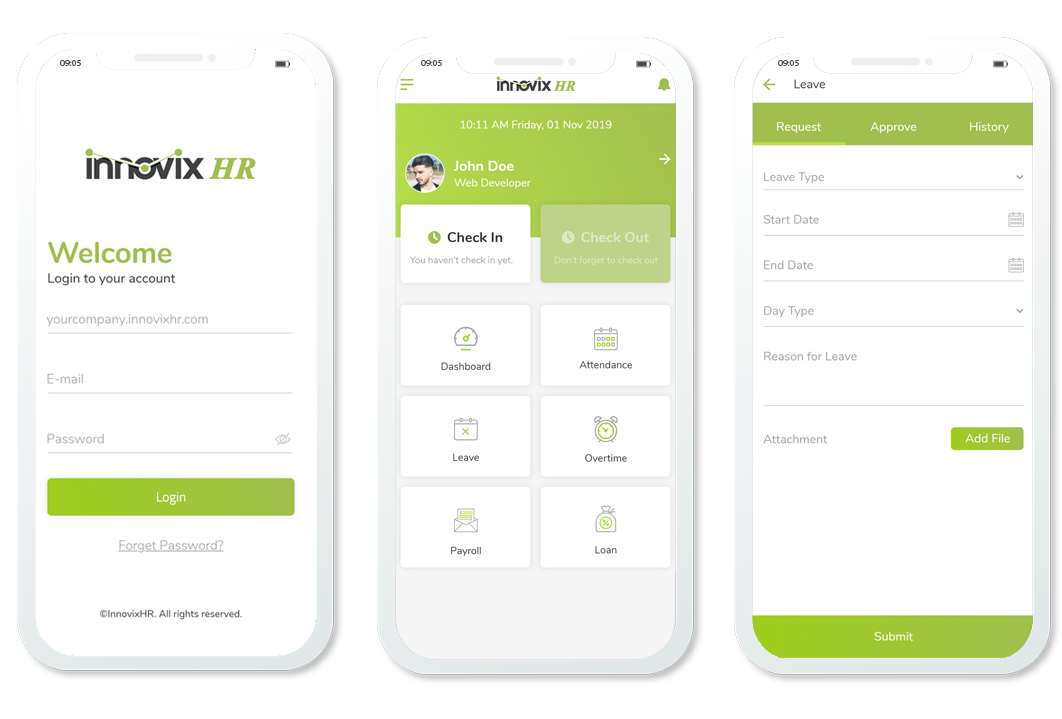 09:05
innovix HR
Welcome
Login to your account
yourcompany.innovixhr.com
E-mail
Password
Login
Forget Password?
©InnovixHR. All rights reserved.
09:05
innovix HR
10:11 AM Friday, 01 Nov 2019
John Doe
Web Developer
Check In
You haven't check in yet.
Check Out
Don't forget to check out
Dashboard
Attendance
Leave
Overtime
Payroll
Loan
09:05
Leave
Request Approve History
Leave Type
Start Date
End Date
Day Type
Reason for Leave
Attachment Add File
Submit